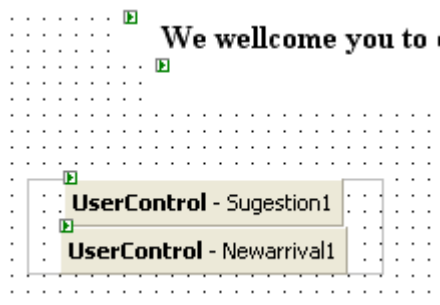 We wellcome you to
UserControl - Sugestion1
UserControl - Newarrival1